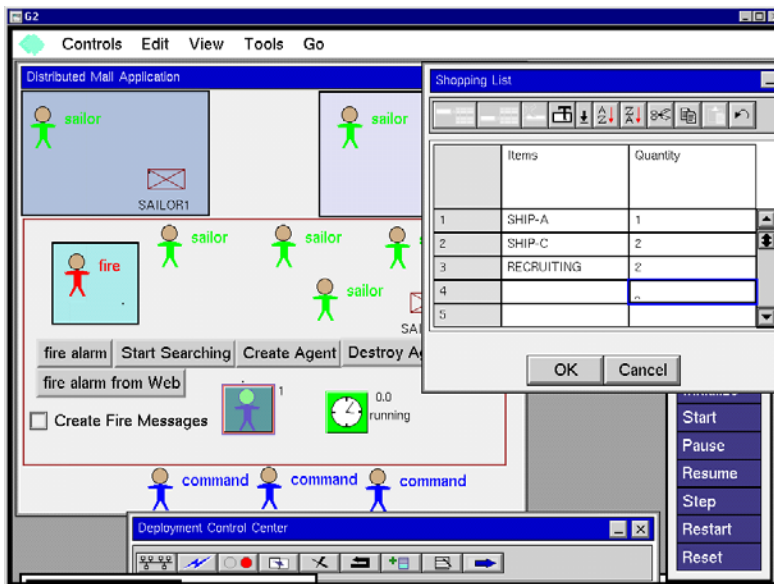 G2
Controls Edit View Tools Go
Distributed Mall Application
sailor
sailor
SAILOR1
sailor
sailor
fire
sailor
fire alarm Start Searching Create Agent Destroy
fire alarm from Web
1
0.0
running
Create Fire Messages
command command command
Shopping List
A Z Z A
Items Quantity
1 SHIP-A 1
2 SHIP-C 2
3 RECRUITING 2
4
5
OK Cancel
Start
Pause
Resume
Step
Restart
Reset
Deployment Control Center